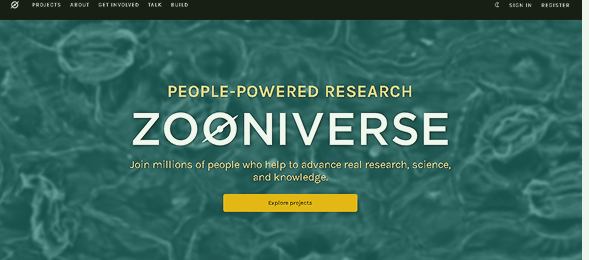 PROJECTS ABOUT GET INVOLVED TALK BUILD SIGN IN REGISTER
PEOPLE-POWERED RESEARCH
ZOONIVERSE
Join millions of people who help to advance real research, science,
and knowledge.
Explore projects